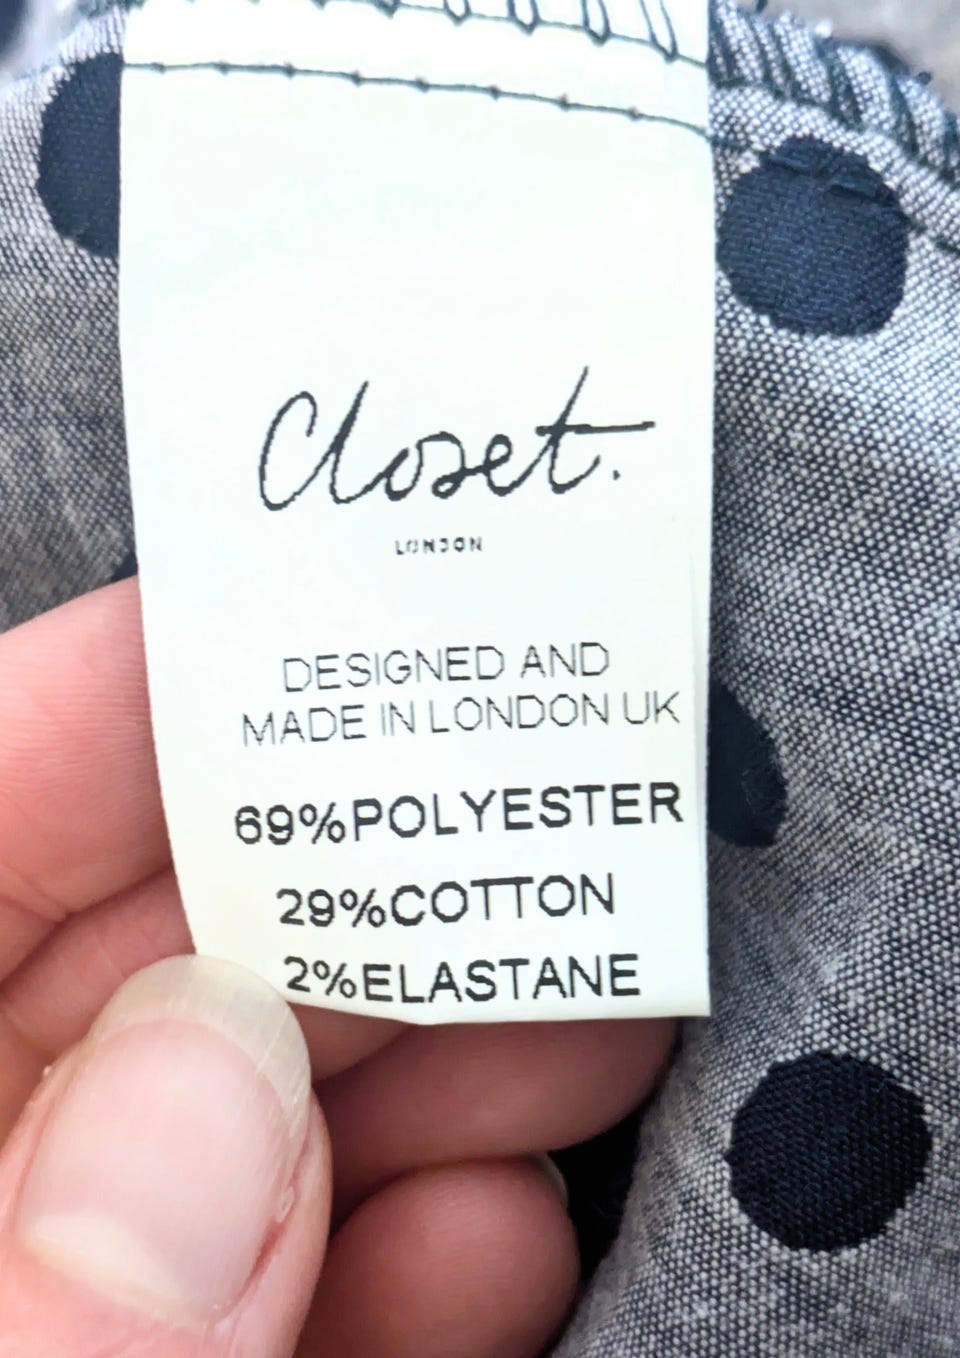 Closet.
LONDON
DESIGNED AND
MADE IN LONDON UK
69%POLYESTER
29%COTTON
2%ELASTANE